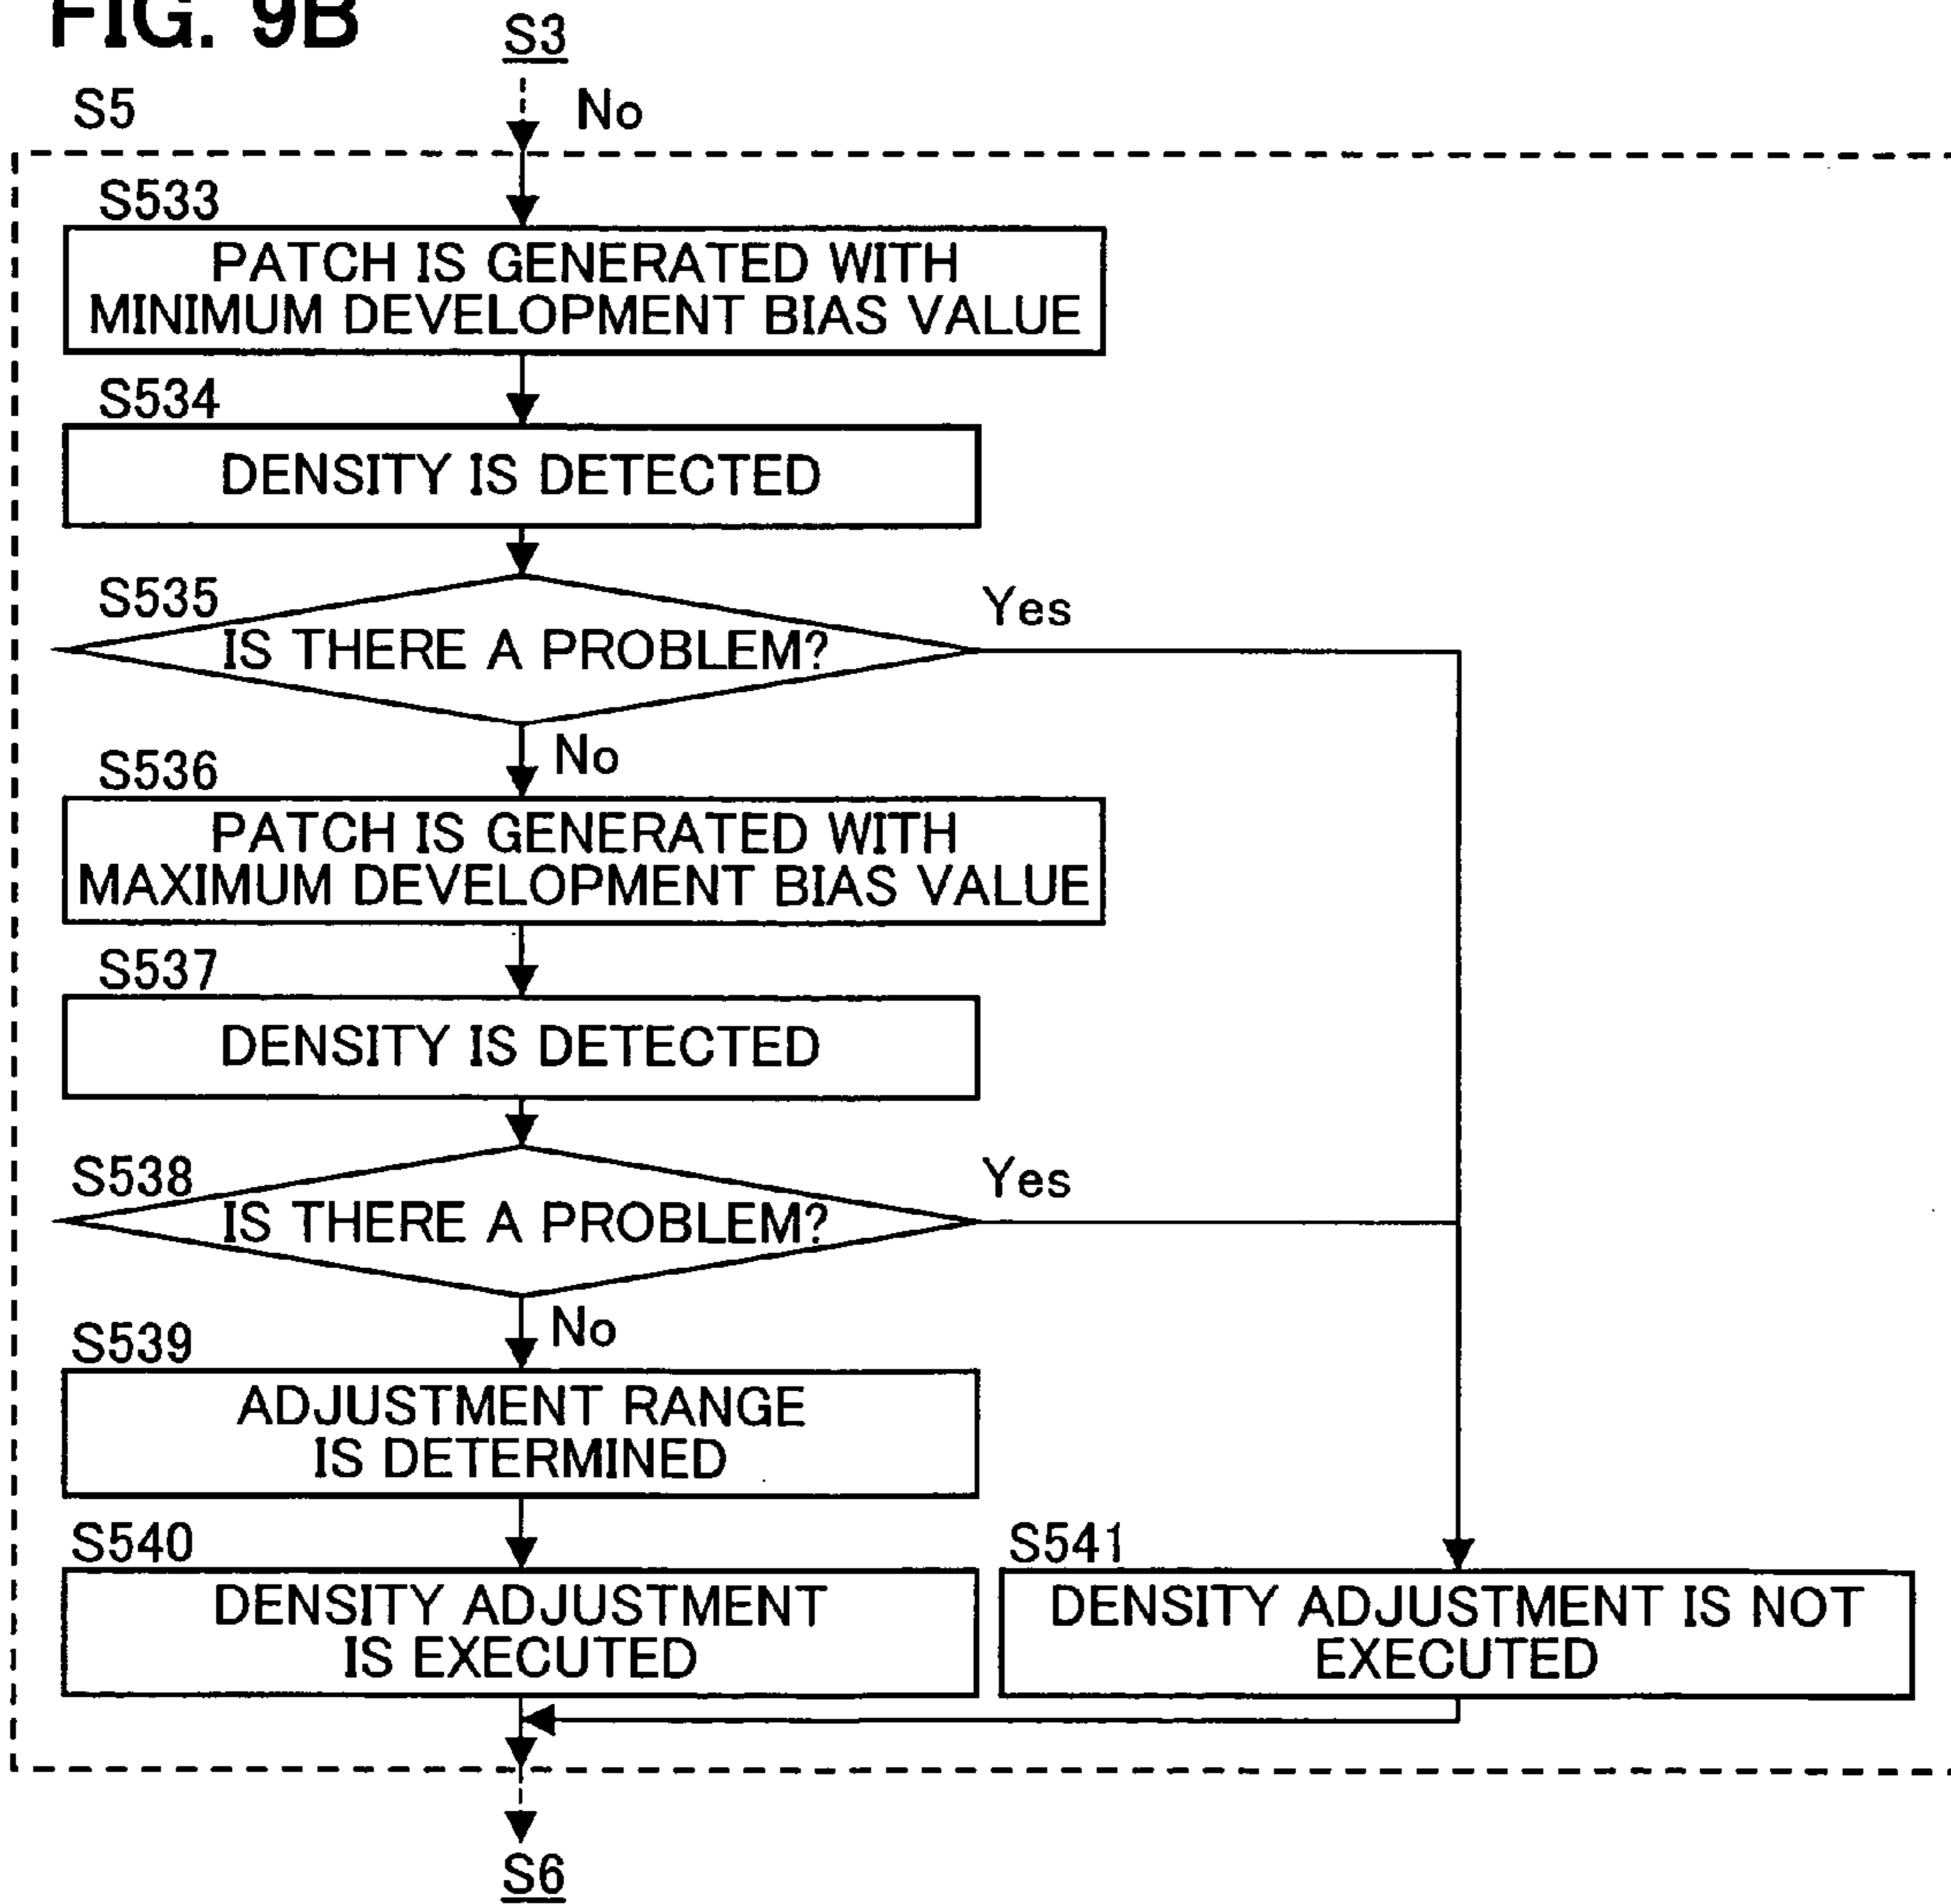 FIG. 9B
S3
No
S5
S533
PATCH IS GENERATED WITH
MINIMUM DEVELOPMENT BIAS VALUE
S534
DENSITY IS DETECTED
S535
IS THERE A PROBLEM?
Yes
No
S536
PATCH IS GENERATED WITH
MAXIMUM DEVELOPMENT BIAS VALUE
S537
DENSITY IS DETECTED
S538
IS THERE A PROBLEM?
Yes
No
S539
ADJUSTMENT RANGE
IS DETERMINED
S540
DENSITY ADJUSTMENT
IS EXECUTED
S541
DENSITY ADJUSTMENT IS NOT
EXECUTED
S6